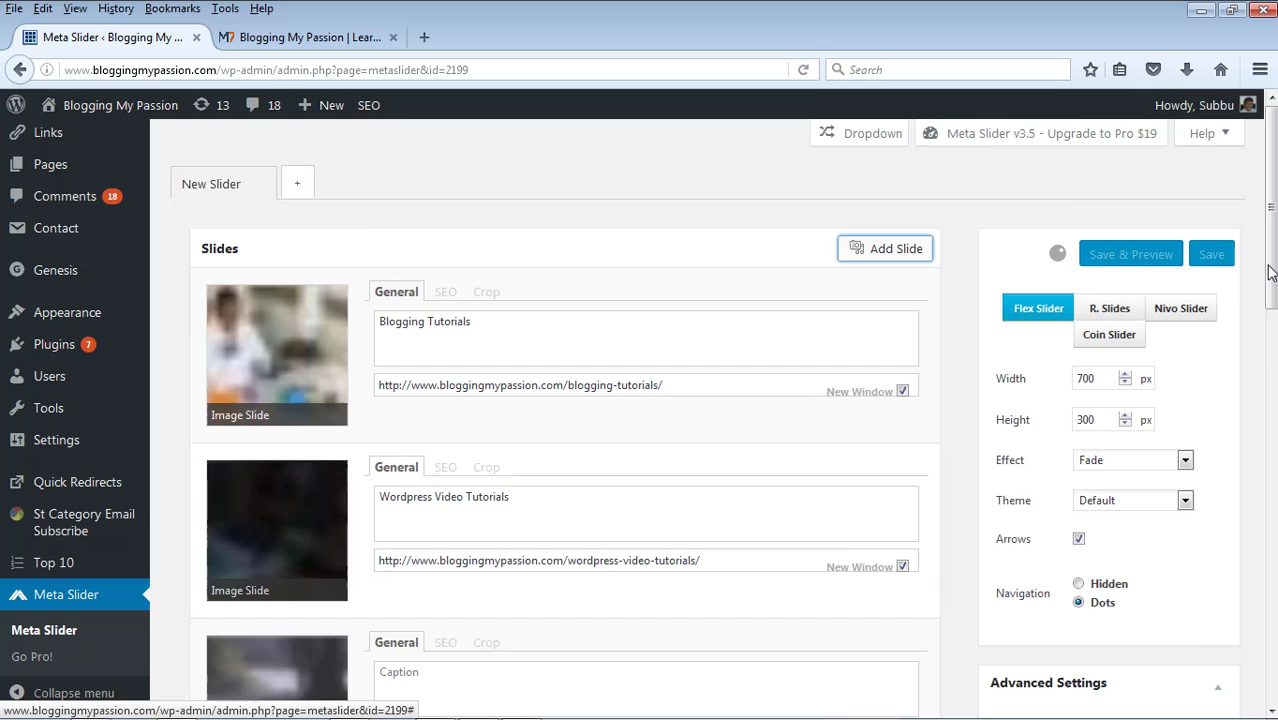 File Edit View History Bookmarks Tools Help
Meta Slider ‹ Blogging My ... × Blogging My Passion | Lear... × +
www.bloggingmypassion.com/wp-admin/admin.php?page=metaslider&id=2199 Search
Blogging My Passion 13 18 New SEO Howdy, Subbu
Links
Pages
Comments 18
Contact
Genesis
Appearance
Plugins 7
Users
Tools
Settings
Quick Redirects
St Category Email
Subscribe
Top 10
Meta Slider
Meta Slider
Go Pro!
Collapse menu
Dropdown Meta Slider v3.5 - Upgrade to Pro $19 Help
New Slider +
Slides Add Slide
General SEO Crop
Blogging Tutorials
http://www.bloggingmypassion.com/blogging-tutorials/
New Window
Image Slide
General SEO Crop
Wordpress Video Tutorials
http://www.bloggingmypassion.com/wordpress-video-tutorials/
New Window
Image Slide
General SEO Crop
Caption
Save & Preview Save
Flex Slider R. Slides Nivo Slider
Coin Slider
Width 700 px
Height 300 px
Effect Fade
Theme Default
Arrows
Navigation
Hidden
Dots
Advanced Settings
www.bloggingmypassion.com/wp-admin/admin.php?page=metaslider&id=2199#